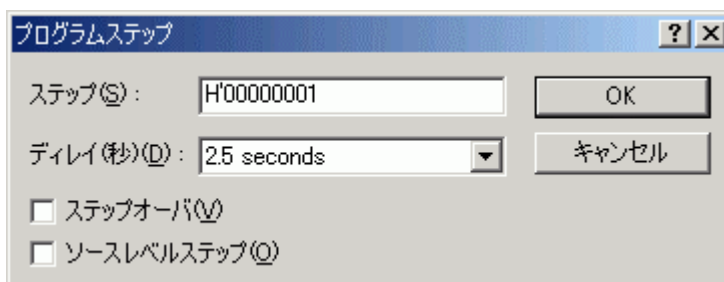 プログラムステップ
ステップ(S): H'00000001 OK
ディレイ(秒)(D): 2.5 seconds キャンセル
ステップオーバ(V)
ソースレベルステップ(O)